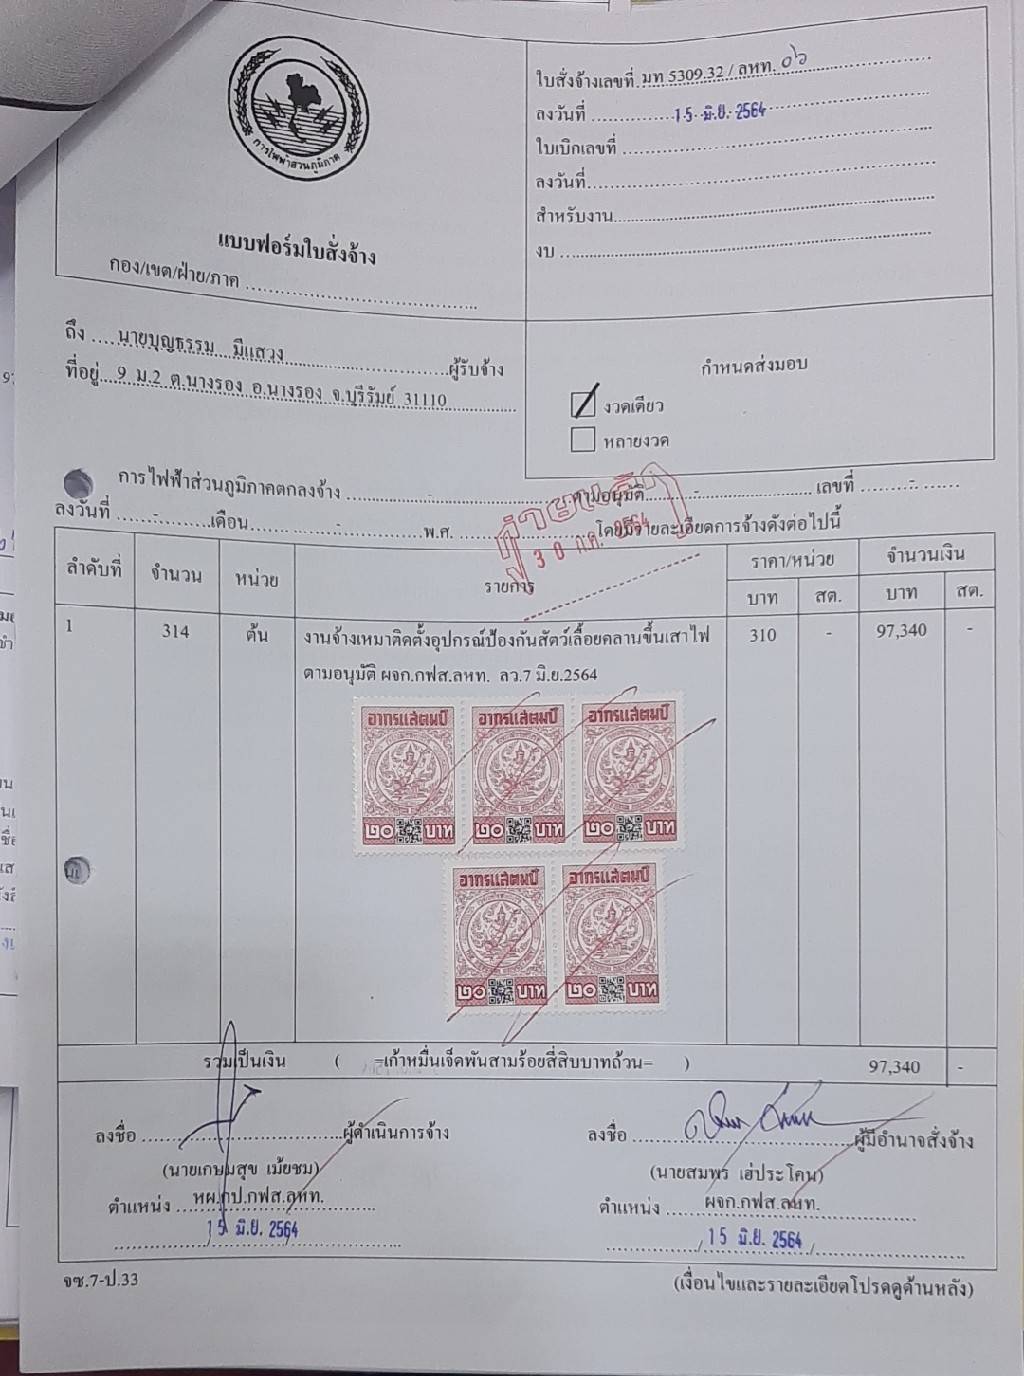 การไฟฟ้าส่วนภูมิภาค
แบบฟอร์มใบสั่งจ้าง
กอง/เขต/ฝ่าย/ภาค
ใบสั่งจ้างเลขที่ มท 5309.32 / ลหท. ๐๖
ลงวันที่ 15 มิ.ย. 2564
ใบเบิกเลขที่
ลงวันที่
สำหรับงาน
งบ
ถึง นายบุญธรรม มีแสวง ผู้รับจ้าง
ที่อยู่ 9 ม.2 ต.นางรอง อ.นางรอง จ.บุรีรัมย์ 31110
กำหนดส่งมอบ
งวดเดียว
หลายงวด
การไฟฟ้าส่วนภูมิภาคตกลงจ้าง - ตามอนุมัติ - เลขที่ -
ลงวันที่ - เดือน - พ.ศ. โดยมีรายละเอียดการจ้างดังต่อไปนี้
จ่ายเงินแล้ว
30 ก.ค. 2564
ลำดับที่ จำนวน หน่วย รายการ ราคา/หน่วย จำนวนเงิน
บาท สต. บาท สต.
1 314 ต้น งานจ้างเหมาติดตั้งอุปกรณ์ป้องกันสัตว์เลื้อยคลานขึ้นเสาไฟ 310 - 97,340 -
ตามอนุมัติ ผจก.กฟส.ลหท. ลว.7 มิ.ย.2564
อากรแสตมป์ อากรแสตมป์ อากรแสตมป์
๒๐ บาท ๒๐ บาท ๒๐ บาท
อากรแสตมป์ อากรแสตมป์
๒๐ บาท ๒๐ บาท
รวมเป็นเงิน ( =เก้าหมื่นเจ็ดพันสามร้อยสี่สิบบาทถ้วน= ) 97,340 -
ลงชื่อ ผู้ดำเนินการจ้าง
(นายเกษมสุข เมียชม)
ตำแหน่ง หผ.กป.กฟส.ลหท.
15 มิ.ย. 2564
ลงชื่อ ผู้มีอำนาจสั่งจ้าง
(นายสมพร เฮ่ประโคน)
ตำแหน่ง ผจก.กฟส.ลหท.
15 มิ.ย. 2564
จซ.7-ป.33
(เงื่อนไขและรายละเอียดโปรดดูด้านหลัง)